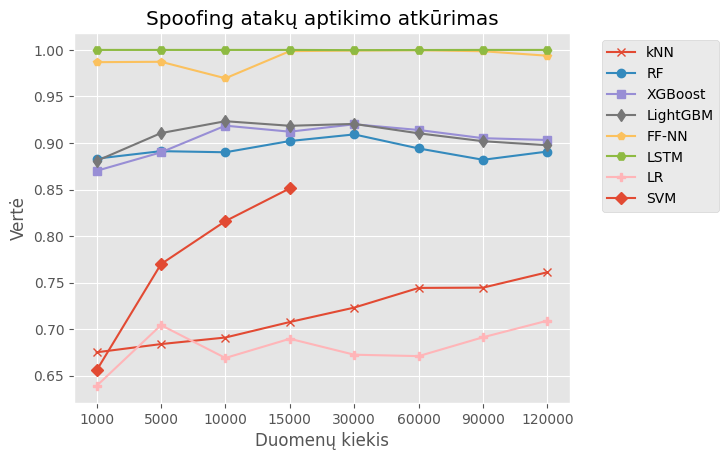 Spoofing atakų aptikimo atkūrimas
1.00
0.95
0.90
0.85
0.80
0.75
0.70
0.65
Vertė
1000 5000 10000 15000 30000 60000 90000 120000
Duomenų kiekis
kNN
RF
XGBoost
LightGBM
FF-NN
LSTM
LR
SVM